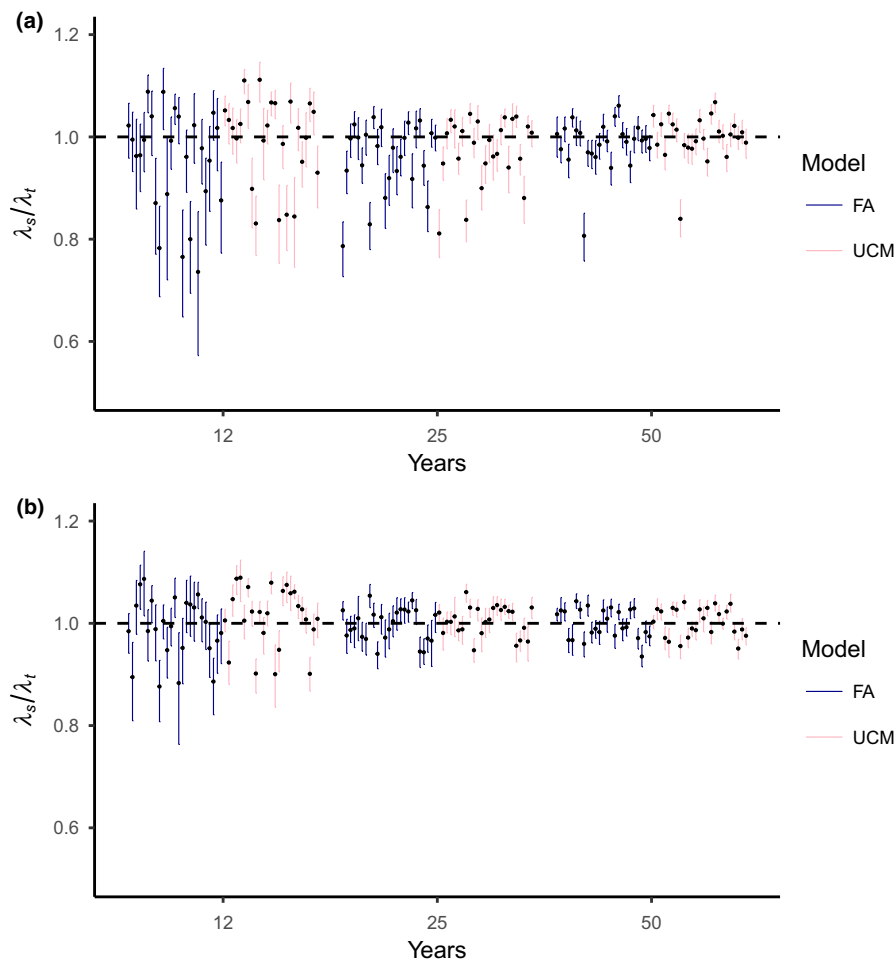 (a)
1.2
1.0
0.8
0.6
λs/λt
12
25
50
Years
Model
FA
UCM
(b)
1.2
1.0
0.8
0.6
λs/λt
12
25
50
Years
Model
FA
UCM